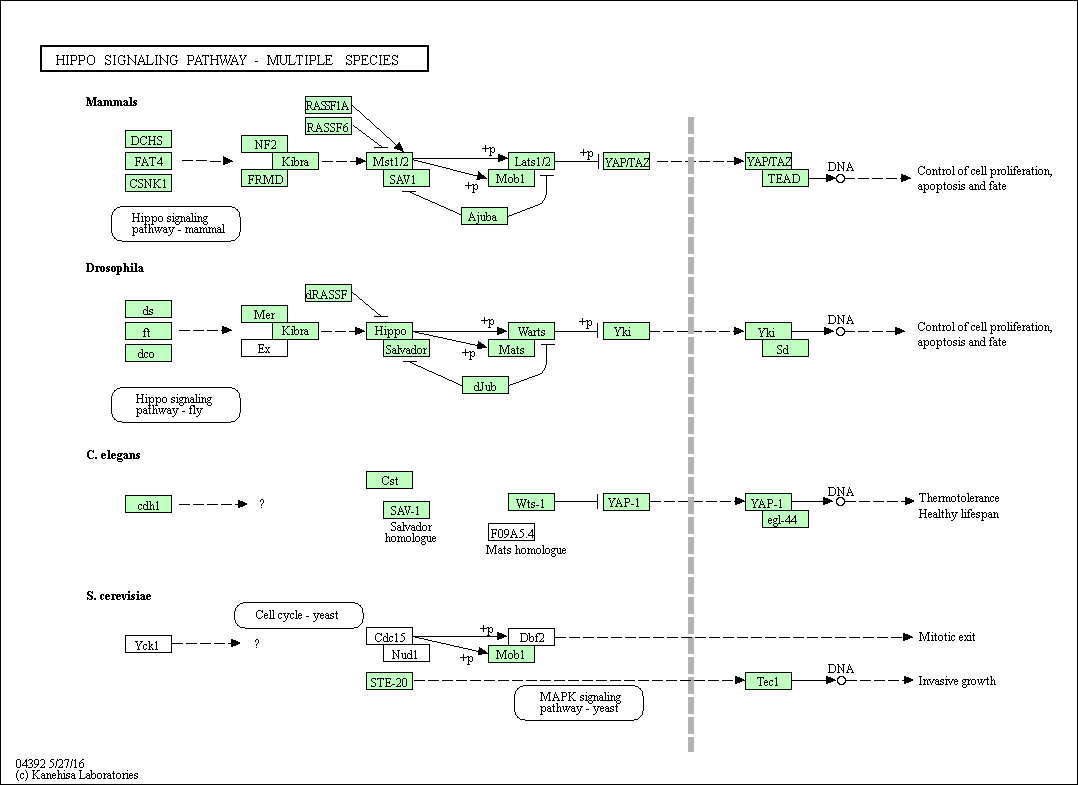 HIPPO SIGNALING PATHWAY - MULTIPLE SPECIES
Mammals
RASSF1A
RASSF6
DCHS
FAT4
CSNK1
NF2
Kibra
FRMD
Mst1/2
SAV1
+p
+p
Lats1/2
Mob1
Ajuba
+p
YAP/TAZ
YAP/TAZ
TEAD
DNA
Control of cell proliferation,
apoptosis and fate
Hippo signaling
pathway - mammal
Drosophila
dRASSF
ds
ft
dco
Mer
Kibra
Ex
Hippo
Salvador
+p
+p
Warts
Mats
dJub
+p
Yki
Yki
Sd
DNA
Control of cell proliferation,
apoptosis and fate
Hippo signaling
pathway - fly
C. elegans
cdh1
?
Cst
SAV-1
Salvador
homologue
Wts-1
F09A5.4
Mats homologue
YAP-1
YAP-1
egl-44
DNA
Thermotolerance
Healthy lifespan
S. cerevisiae
Cell cycle - yeast
Yck1
?
Cdc15
Nud1
+p
+p
Dbf2
Mob1
Mitotic exit
STE-20
MAPK signaling
pathway - yeast
Tec1
DNA
Invasive growth
04392 5/27/16
(c) Kanehisa Laboratories